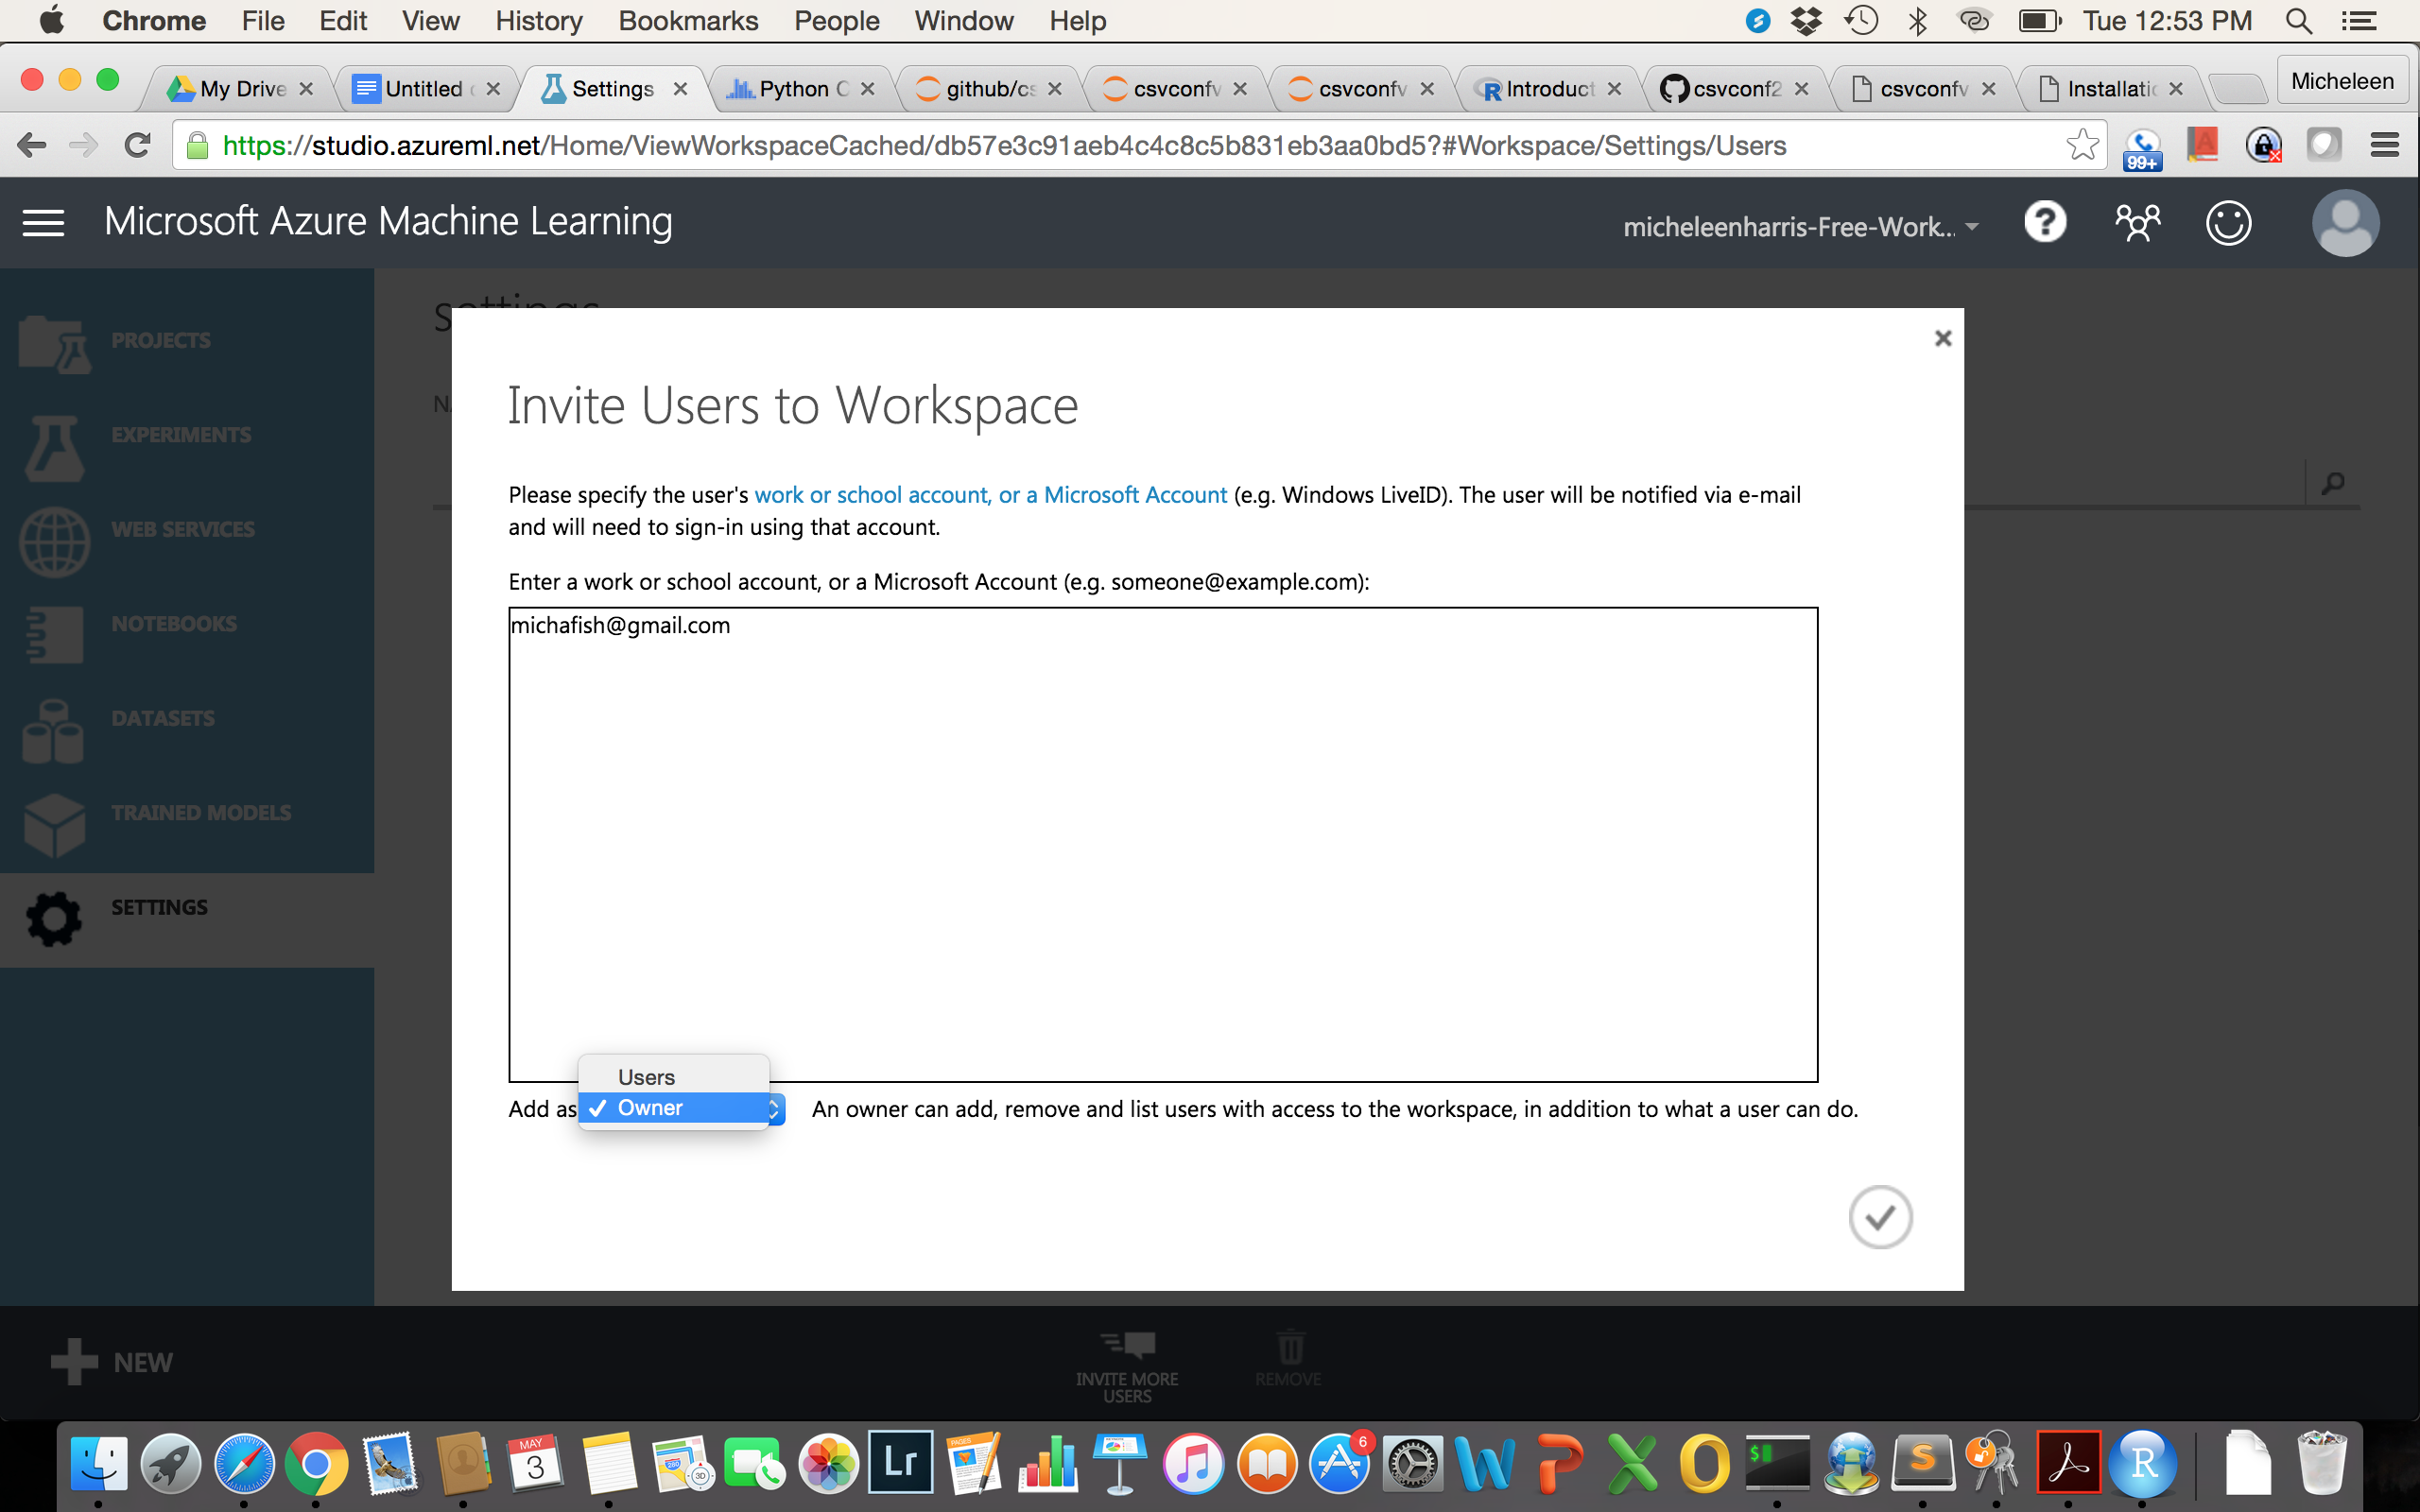 Chrome File Edit View History Bookmarks People Window Help Tue 12:53 PM
My Drive Untitled Settings Python github/cs csvconfv csvconfv Introduct csvconf2 csvconfv Installatic Micheleen
https://studio.azureml.net/Home/ViewWorkspaceCached/db57e3c91aeb4c4c8c5b831eb3aa0bd5?#Workspace/Settings/Users
99+
Microsoft Azure Machine Learning micheleenharris-Free-Work...
settings
PROJECTS
EXPERIMENTS
WEB SERVICES
NOTEBOOKS
DATASETS
TRAINED MODELS
SETTINGS
Invite Users to Workspace
Please specify the user's work or school account, or a Microsoft Account (e.g. Windows LiveID). The user will be notified via e-mail
and will need to sign-in using that account.
Enter a work or school account, or a Microsoft Account (e.g. someone@example.com):
michafish@gmail.com
Users
Add as Owner An owner can add, remove and list users with access to the workspace, in addition to what a user can do.
NEW
INVITE MORE
USERS
REMOVE
MAY
3
280
3D
Lr
PAGES
6
$
S
R